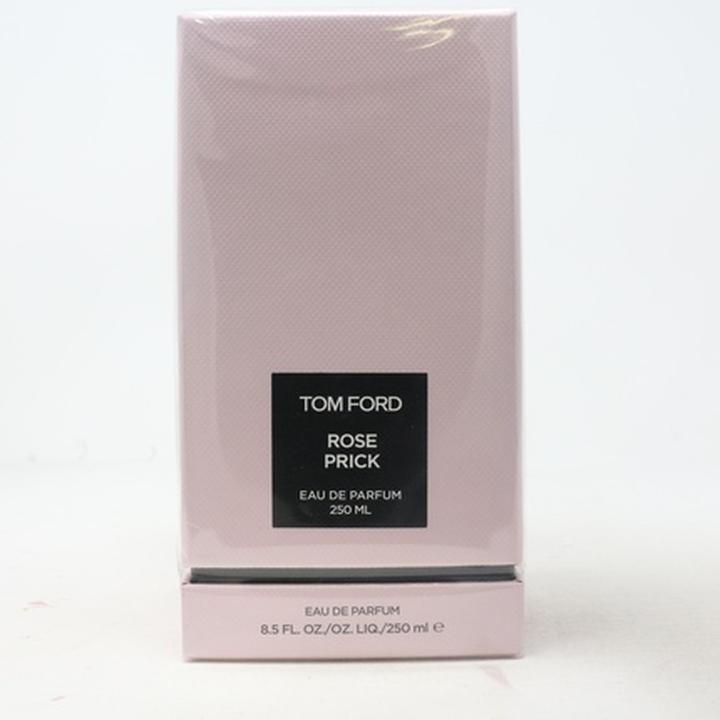 TOM FORD
ROSE
PRICK
EAU DE PARFUM
250 ML
EAU DE PARFUM
8.5 FL. OZ./OZ. LIQ./250 ml ℮